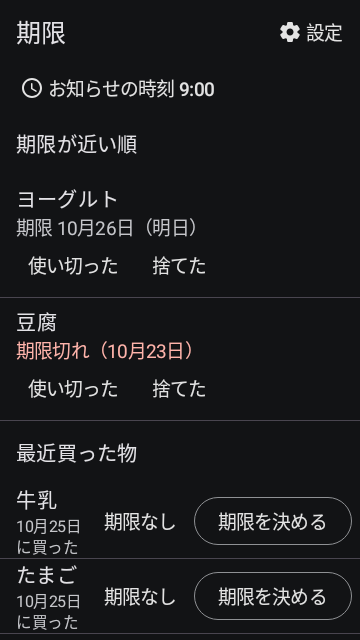 期限
設定
お知らせの時刻 9:00
期限が近い順
ヨーグルト
期限 10月26日（明日）
使い切った 捨てた
豆腐
期限切れ（10月23日）
使い切った 捨てた
最近買った物
牛乳
10月25日
に買った
期限なし
期限を決める
たまご
10月25日
に買った
期限なし
期限を決める